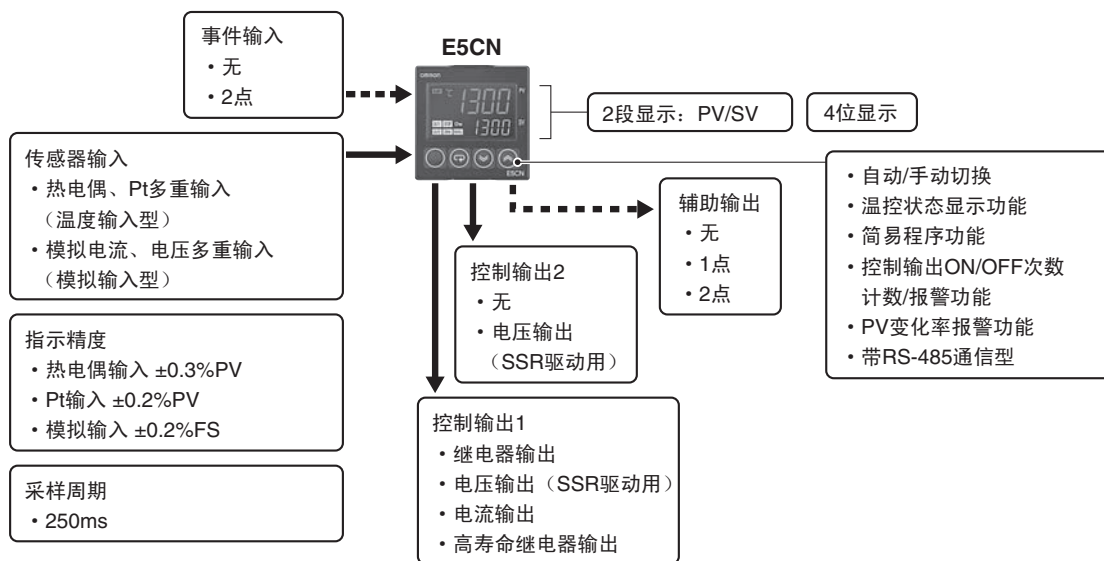 事件输入
・无
・2点
E5CN
omron
℃
1300
PV
1300
SV
E5CN
2段显示：PV/SV
4位显示
传感器输入
・热电偶、Pt多重输入
（温度输入型）
・模拟电流、电压多重输入
（模拟输入型）
指示精度
・热电偶输入 ±0.3%PV
・Pt输入 ±0.2%PV
・模拟输入 ±0.2%FS
采样周期
・250ms
控制输出2
・无
・电压输出
（SSR驱动用）
控制输出1
・继电器输出
・电压输出（SSR驱动用）
・电流输出
・高寿命继电器输出
辅助输出
・无
・1点
・2点
・自动/手动切换
・温控状态显示功能
・简易程序功能
・控制输出ON/OFF次数
计数/报警功能
・PV变化率报警功能
・带RS-485通信型